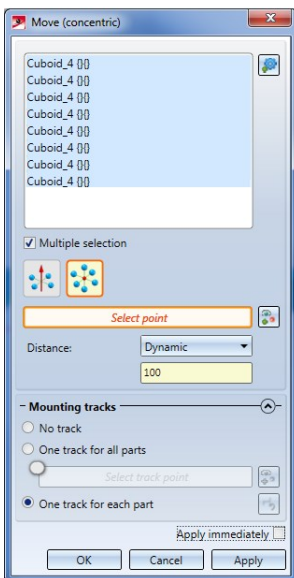 Move (concentric)
Cuboid_4 {}{}
Cuboid_4 {}{}
Cuboid_4 {}{}
Cuboid_4 {}{}
Cuboid_4 {}{}
Cuboid_4 {}{}
Cuboid_4 {}{}
Cuboid_4 {}{}
Multiple selection
Select point
Distance: Dynamic
100
Mounting tracks
No track
One track for all parts
Select track point
One track for each part
Apply immediately
OK Cancel Apply